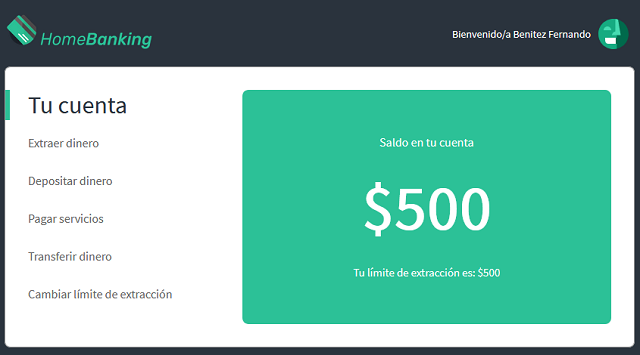 HomeBanking
Bienvenido/a Benitez Fernando
Tu cuenta
Extraer dinero
Depositar dinero
Pagar servicios
Transferir dinero
Cambiar límite de extracción
Saldo en tu cuenta
$500
Tu límite de extracción es: $500